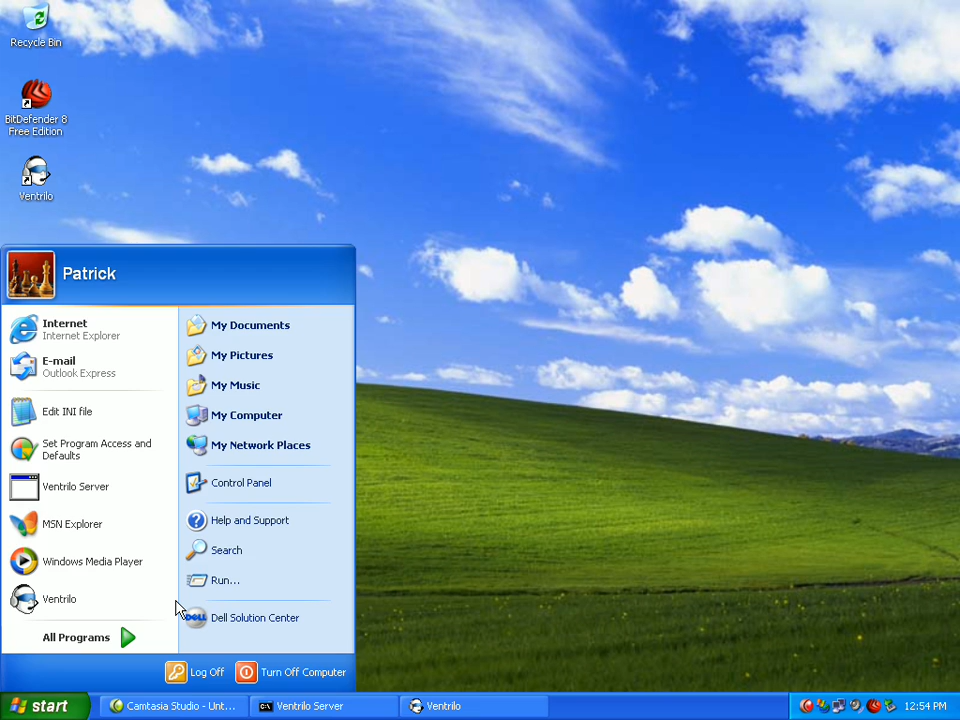 Recycle Bin
BitDefender 8
Free Edition
Ventrilo
Patrick
Internet
Internet Explorer
E-mail
Outlook Express
Edit INI file
Set Program Access and
Defaults
Ventrilo Server
MSN Explorer
Windows Media Player
Ventrilo
All Programs
My Documents
My Pictures
My Music
My Computer
My Network Places
Control Panel
Help and Support
Search
Run...
DELL
Dell Solution Center
Log Off
Turn Off Computer
start
Camtasia Studio - Unt...
C:\
Ventrilo Server
Ventrilo
12:54 PM